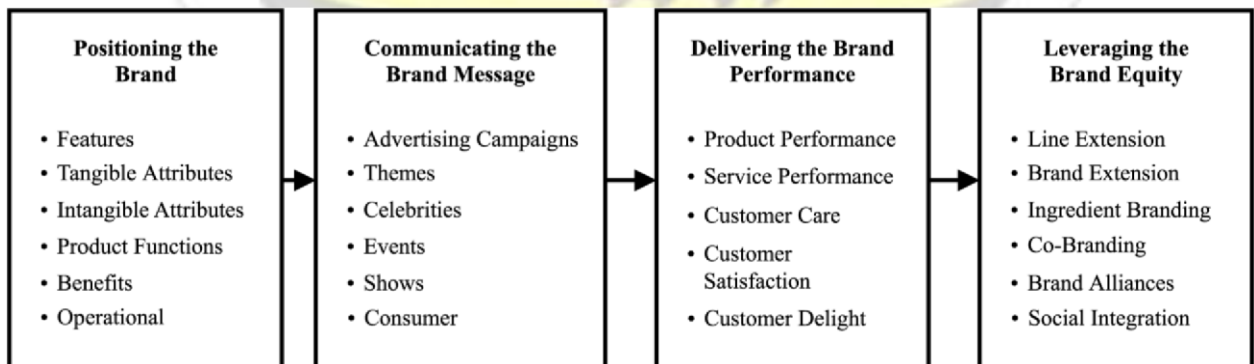 Positioning the
Brand
• Features
• Tangible Attributes
• Intangible Attributes
• Product Functions
• Benefits
• Operational
Communicating the
Brand Message
• Advertising Campaigns
• Themes
• Celebrities
• Events
• Shows
• Consumer
Delivering the Brand
Performance
• Product Performance
• Service Performance
• Customer Care
• Customer
Satisfaction
• Customer Delight
Leveraging the
Brand Equity
• Line Extension
• Brand Extension
• Ingredient Branding
• Co-Branding
• Brand Alliances
• Social Integration